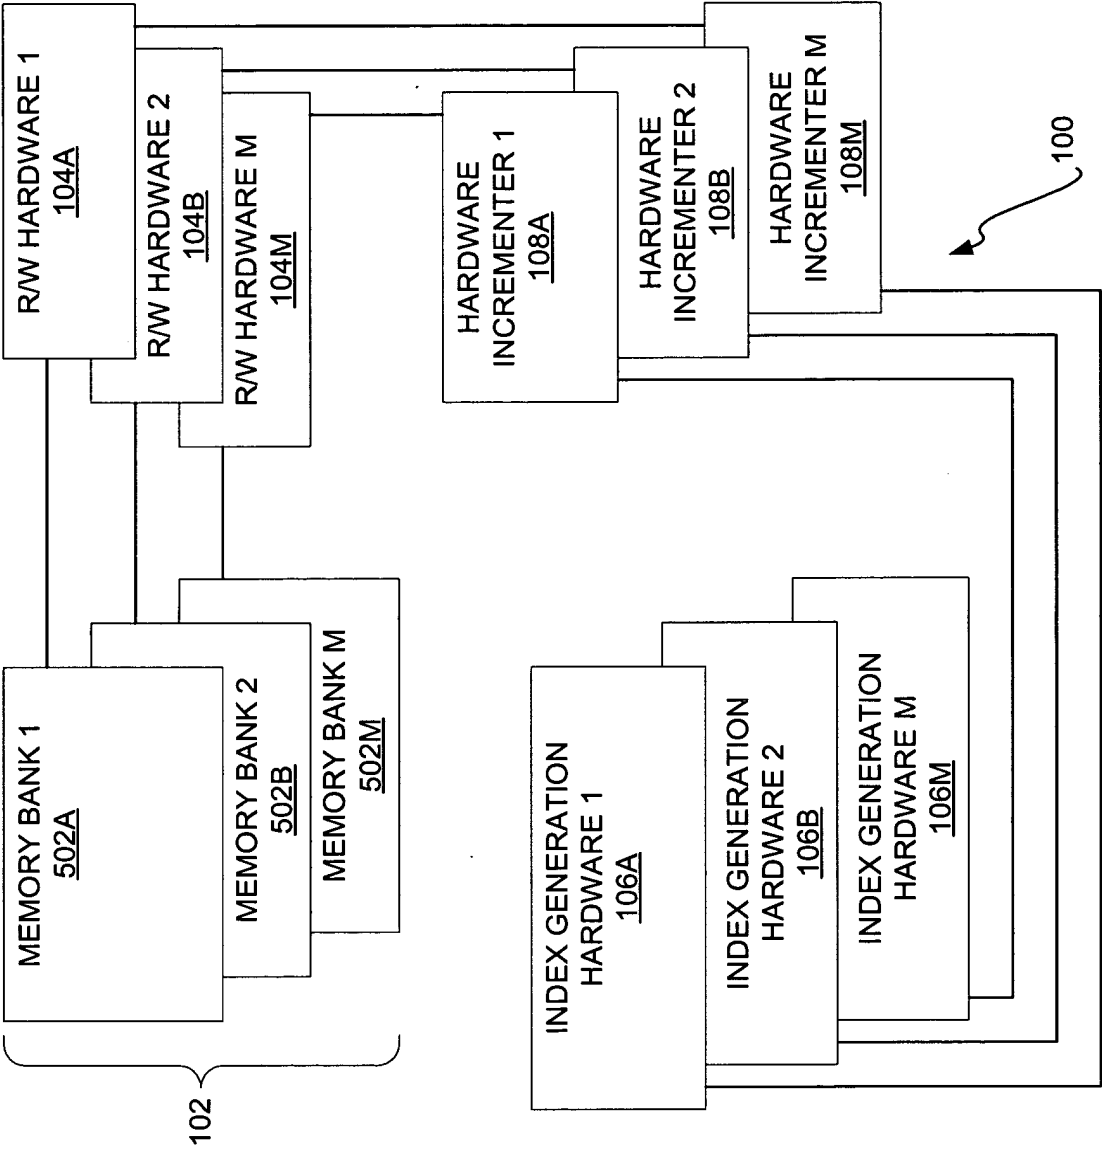 MEMORY BANK 1
502A
MEMORY BANK 2
502B
MEMORY BANK M
502M
102
R/W HARDWARE 1
104A
R/W HARDWARE 2
104B
R/W HARDWARE M
104M
INDEX GENERATION
HARDWARE 1
106A
INDEX GENERATION
HARDWARE 2
106B
INDEX GENERATION
HARDWARE M
106M
HARDWARE
INCREMENTER 1
108A
HARDWARE
INCREMENTER 2
108B
HARDWARE
INCREMENTER M
108M
100